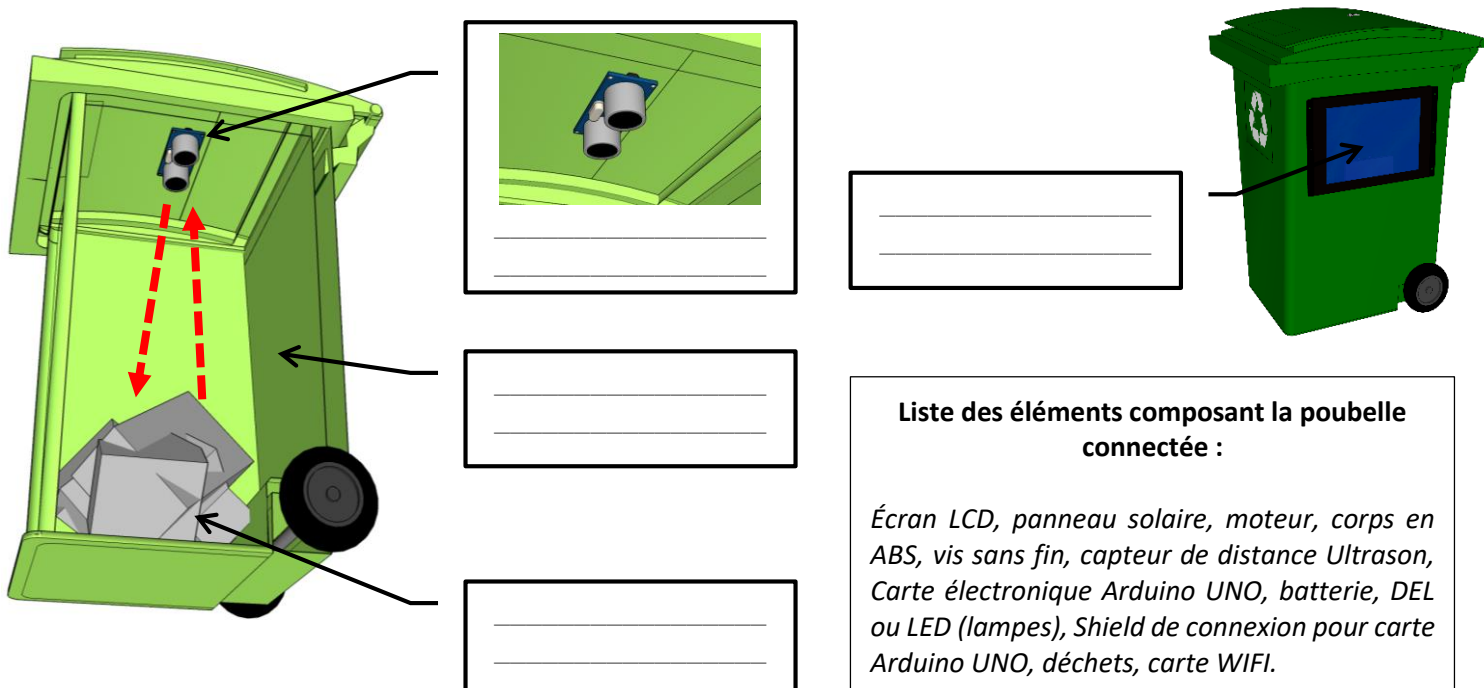 Liste des éléments composant la poubelle
connectée :
Écran LCD, panneau solaire, moteur, corps en
ABS, vis sans fin, capteur de distance Ultrason,
Carte électronique Arduino UNO, batterie, DEL
ou LED (lampes), Shield de connexion pour carte
Arduino UNO, déchets, carte WIFI.